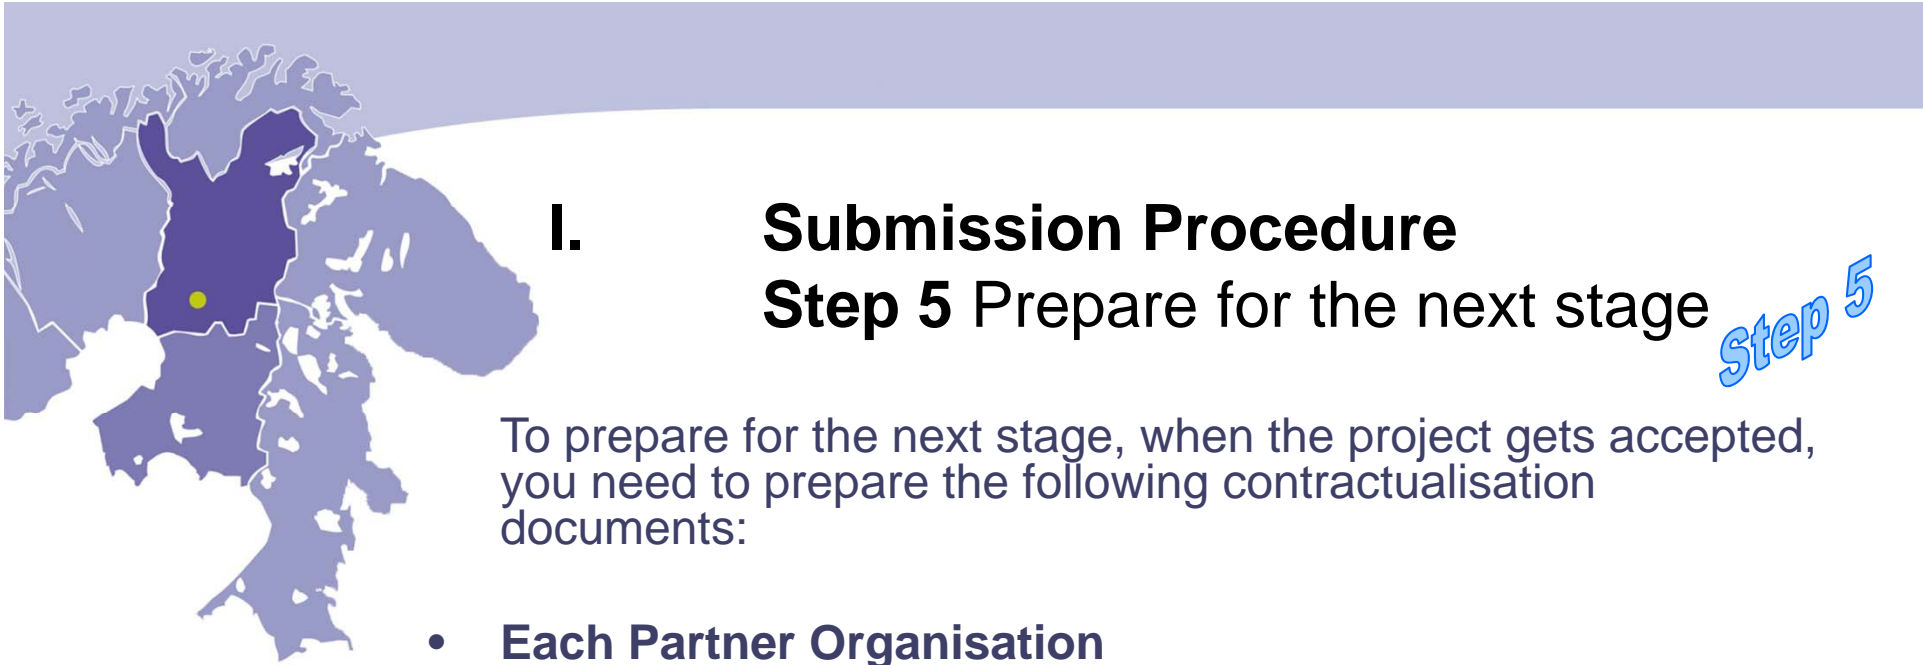 I. Submission Procedure
Step 5 Prepare for the next stage
Step 5
To prepare for the next stage, when the project gets accepted,
you need to prepare the following contractualisation
documents:
• Each Partner Organisation